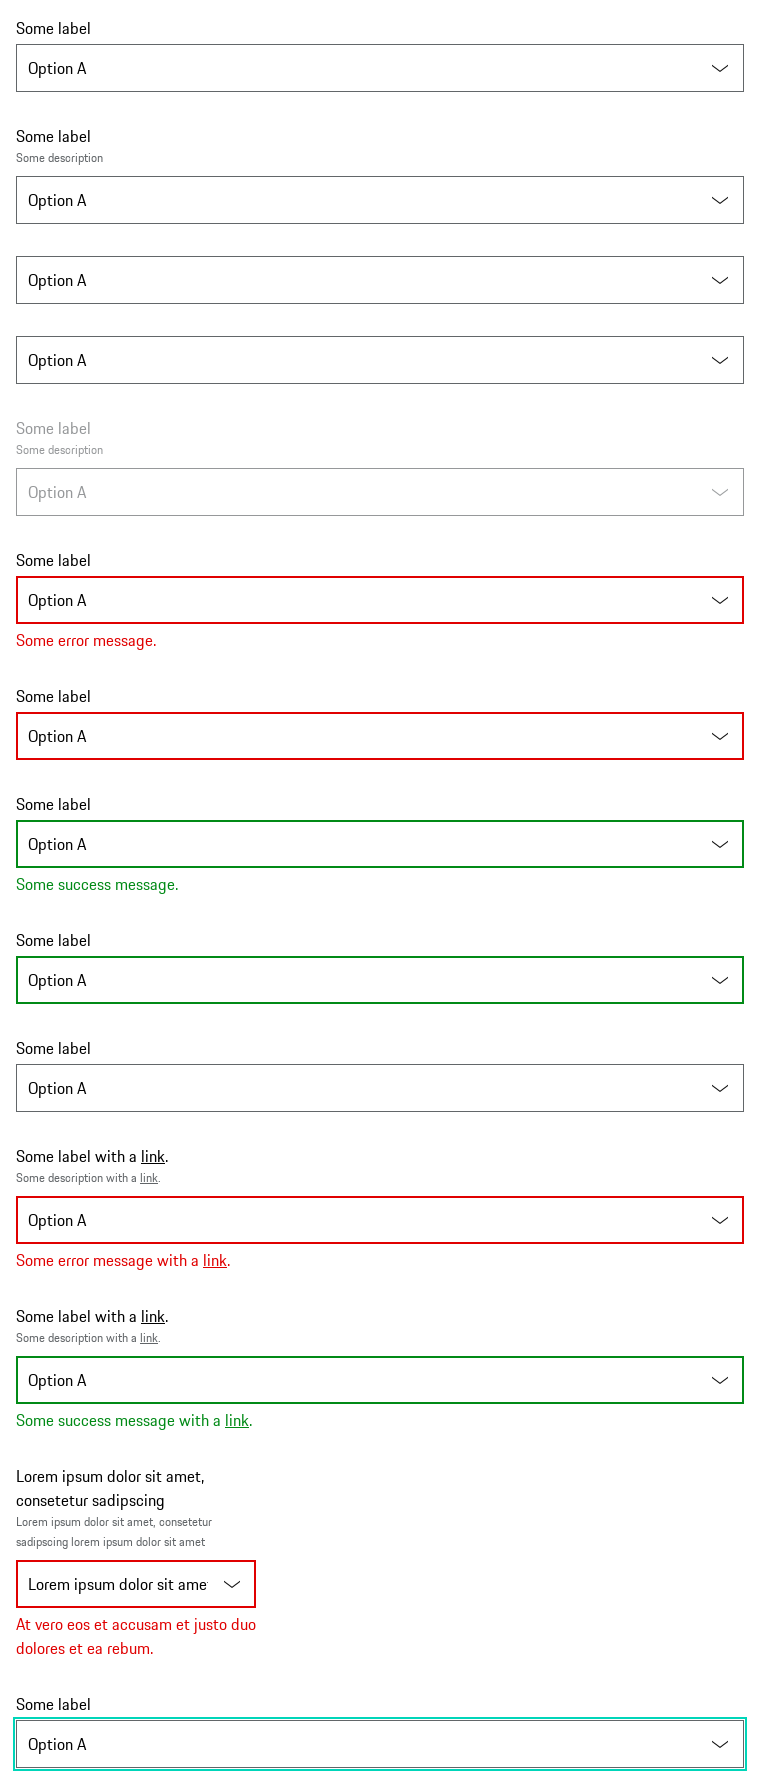 Some label
Option A
Some label
Some description
Option A
Option A
Option A
Some label
Some description
Option A
Some label
Option A
Some error message.
Some label
Option A
Some label
Option A
Some success message.
Some label
Option A
Some label
Option A
Some label with a link.
Some description with a link.
Option A
Some error message with a link.
Some label with a link.
Some description with a link.
Option A
Some success message with a link.
Lorem ipsum dolor sit amet,
consetetur sadipscing
Lorem ipsum dolor sit amet, consetetur
sadipscing lorem ipsum dolor sit amet
Lorem ipsum dolor sit ame
At vero eos et accusam et justo duo
dolores et ea rebum.
Some label
Option A